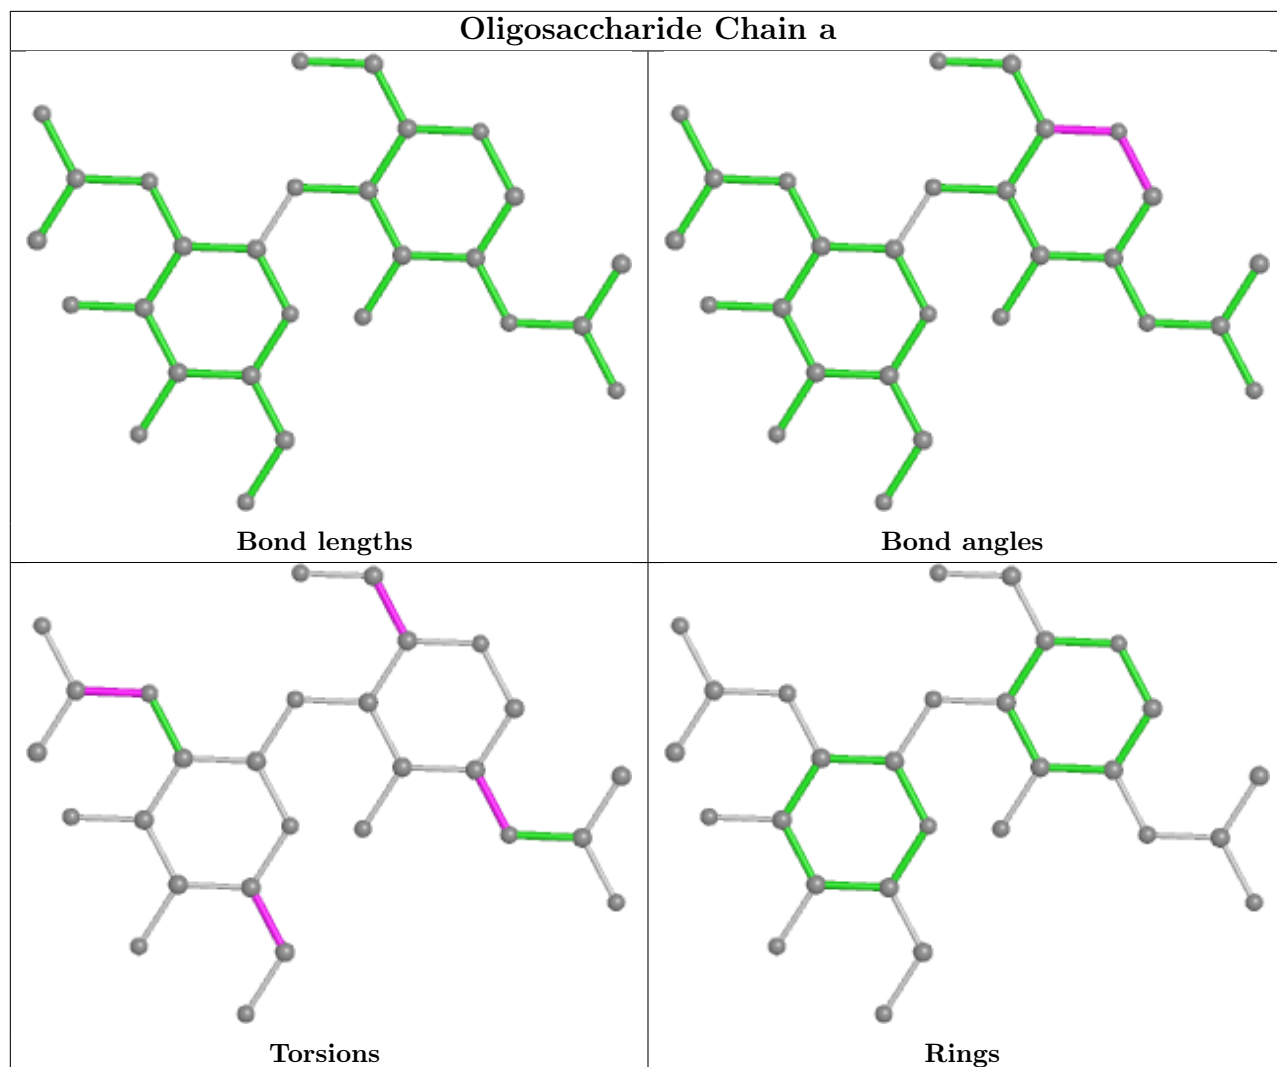 Oligosaccharide Chain a
Bond lengths
Bond angles
Torsions
Rings